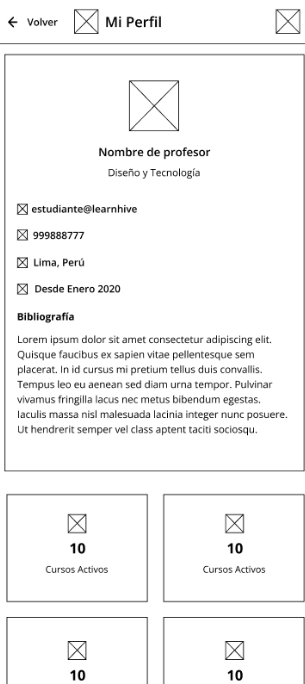 Volver Mi Perfil
Nombre de profesor
Diseño y Tecnología
estudiante@learnhive
999888777
Lima, Perú
Desde Enero 2020
Bibliografía
Lorem ipsum dolor sit amet consectetur adipiscing elit.
Quisque faucibus ex sapien vitae pellentesque sem
placerat. In id cursus mi pretium tellus duis convallis.
Tempus leo eu aenean sed diam urna tempor. Pulvinar
vivamus fringilla lacus nec metus bibendum egestas.
Iaculis massa nisl malesuada lacinia integer nunc posuere.
Ut hendrerit semper vel class aptent taciti sociosqu.
10 10
Cursos Activos Cursos Activos
10 10